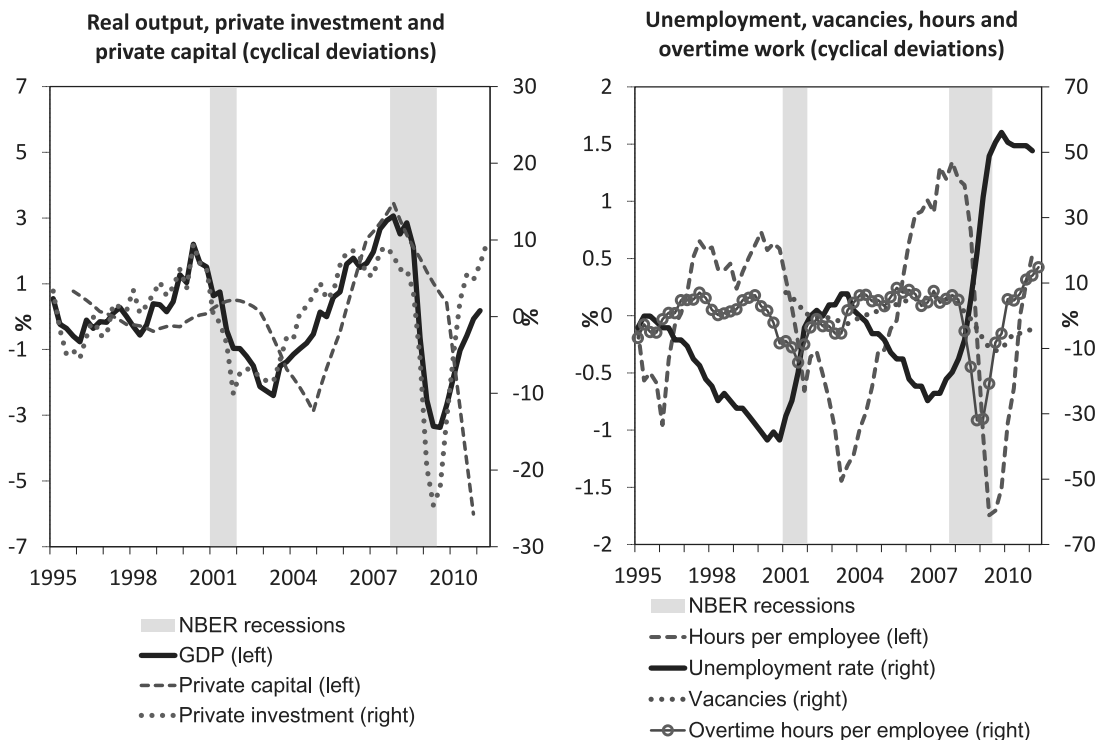 Real output, private investment and
private capital (cyclical deviations)
7
5
3
1
%
-1
-3
-5
-7
30
20
10
0
%
-10
-20
-30
1995 1998 2001 2004 2007 2010
NBER recessions
GDP (left)
Private capital (left)
Private investment (right)
Unemployment, vacancies, hours and
overtime work (cyclical deviations)
2
1.5
1
0.5
0
%
-0.5
-1
-1.5
-2
70
50
30
10
%
-10
-30
-50
-70
1995 1998 2001 2004 2007 2010
NBER recessions
Hours per employee (left)
Unemployment rate (right)
Vacancies (right)
Overtime hours per employee (right)